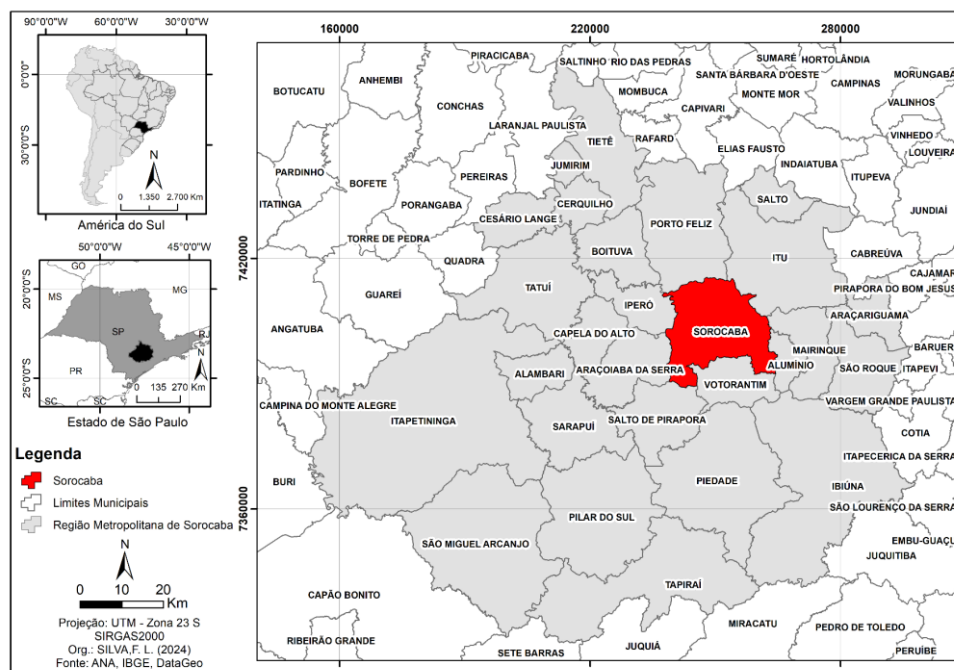 90°0'0"W 60°0'0"W 30°0'0"W
0°0'0"
30°0'0"S
N
0 1.350 2.700 Km
América do Sul
50°0'0"W 45°0'0"W
20°0'0"S
25°0'0"S
GO
MS
MG
SP
RJ
PR
SC
SC
N
0 135 270 Km
Estado de São Paulo
Legenda
Sorocaba
Limites Municipais
Região Metropolitana de Sorocaba
N
0 10 20
Km
Projeção: UTM - Zona 23 S
SIRGAS2000
Org.: SILVA,F. L. (2024)
Fonte: ANA, IBGE, DataGeo
160000 220000 280000
7420000
7360000
PIRACICABA
SALTINHO
RIO DAS PEDRAS
SUMARÉ
HORTOLÂNDIA
BOTUCATU
ANHEMBI
CONCHAS
MOMBUCA
SANTA BÁRBARA D'OESTE
CAMPINAS
MORUNGABA
MONTE MOR
VALINHOS
CAPIVARI
LARANJAL PAULISTA
TIETÊ
RAFARD
VINHEDO
ELIAS FAUSTO
LOUVEIRA
INDAIATUBA
PARDINHO
BOFETE
PEREIRAS
JUMIRIM
ITUPEVA
ITATINGA
PORANGABA
CERQUILHO
SALTO
JUNDIAÍ
CESÁRIO LANGE
PORTO FELIZ
TORRE DE PEDRA
BOITUVA
ITU
CABREÚVA
QUADRA
CAJAMAR
TATUÍ
PIRAPORA DO BOM JESUS
GUAREÍ
IPERÓ
ARAÇARIGUAMA
ANGATUBA
CAPELA DO ALTO
SOROCABA
BARUERI
MAIRINQUE
ALUMÍNIO
ALAMBARI
ARAÇOIABA DA SERRA
SÃO ROQUE
ITAPEVI
VOTORANTIM
CAMPINA DO MONTE ALEGRE
VARGEM GRANDE PAULISTA
ITAPETININGA
SARAPUÍ
SALTO DE PIRAPORA
COTIA
ITAPECERICA DA SERRA
BURI
PIEDADE
IBIÚNA
SÃO LOURENÇO DA SERRA
PILAR DO SUL
EMBU-GUAÇU
SÃO MIGUEL ARCANJO
JUQUITIBA
TAPIRAÍ
CAPÃO BONITO
MIRACATU
PEDRO DE TOLEDO
RIBEIRÃO GRANDE
SETE BARRAS
JUQUIÁ
PERUÍBE